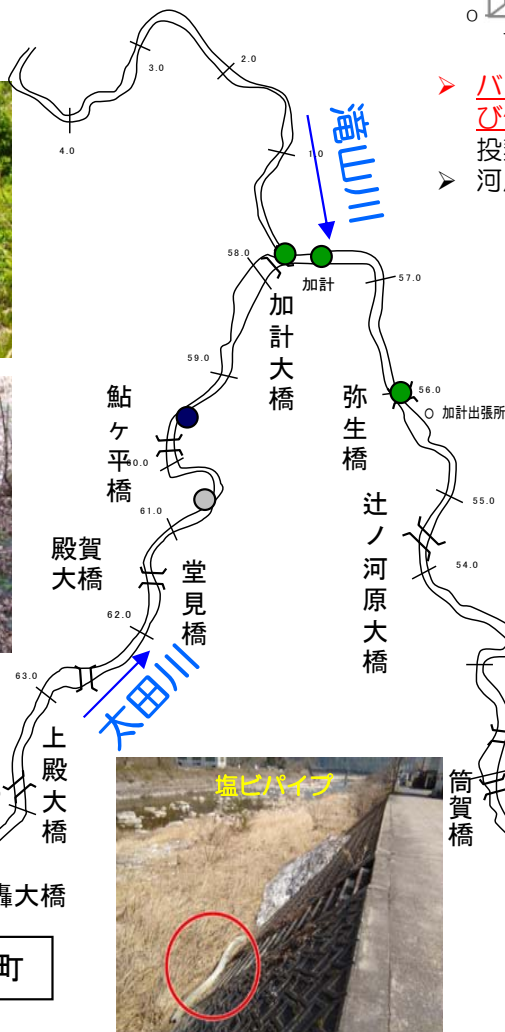 バ
び
投
河
滝山川
4.0
3.0
2.0
1.0
58.0
加計
57.0
加計大橋
59.0
56.0
加計出張所
弥生橋
鮎ヶ平橋
60.0
61.0
55.0
54.0
辻ノ河原大橋
殿賀
大橋
堂見橋
62.0
63.0
太田川
上殿大橋
塩ビパイプ
筒賀橋
大橋
町